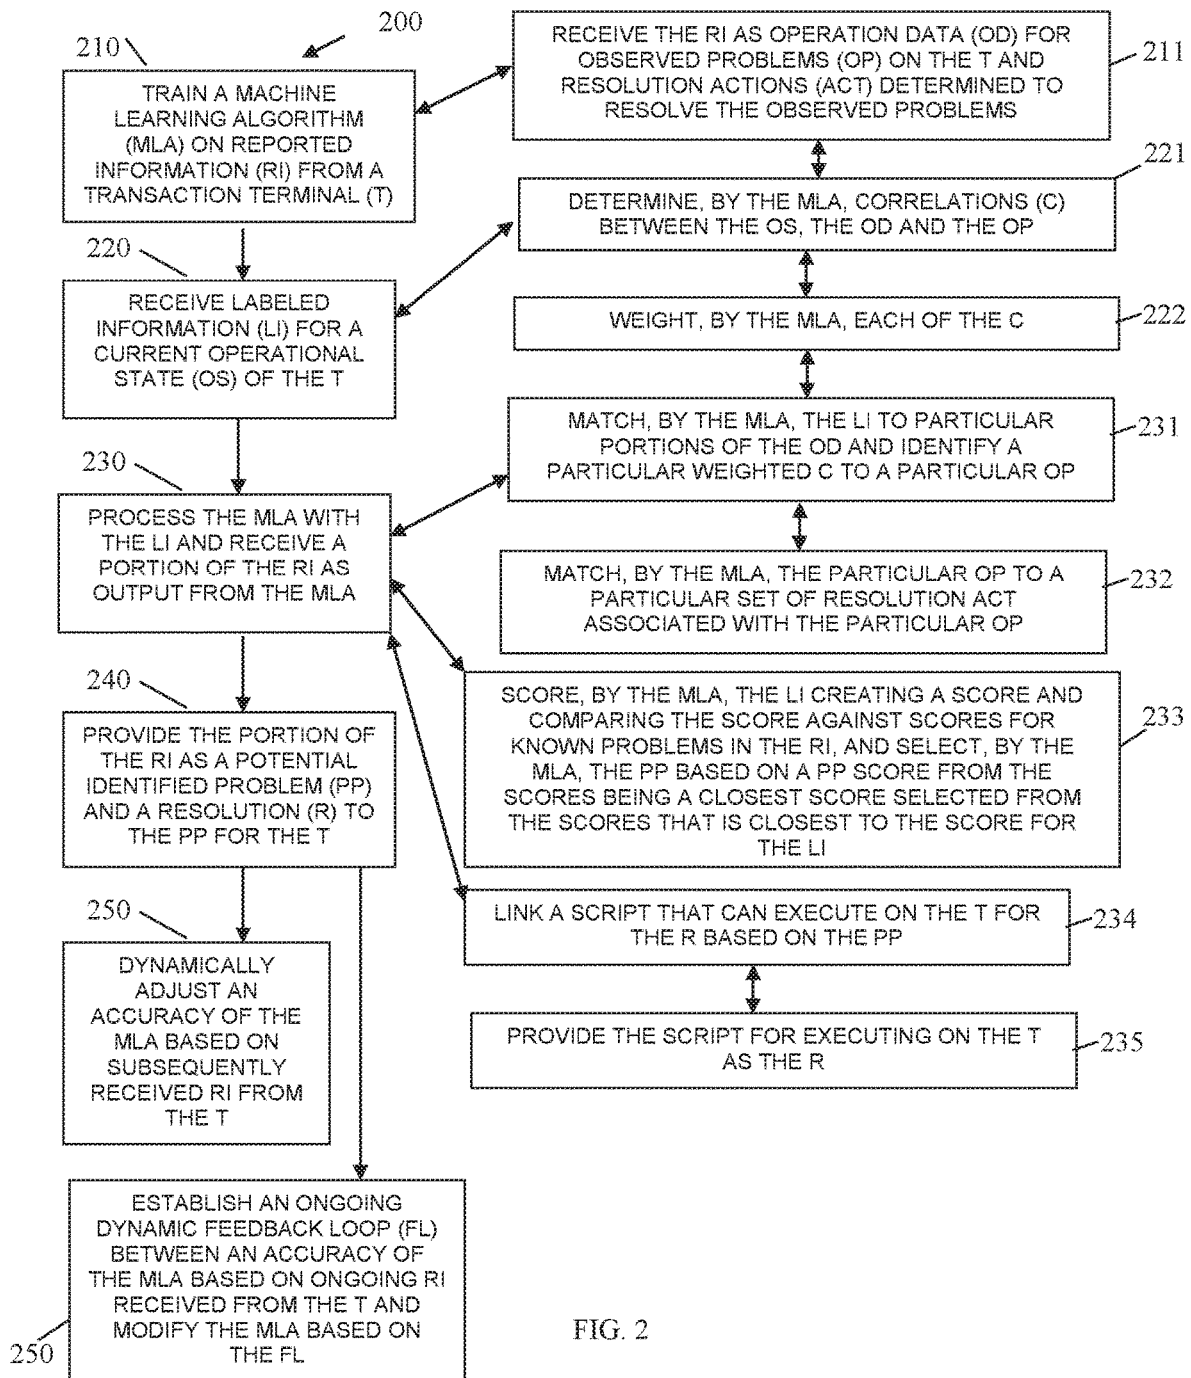 200
210
TRAIN A MACHINE
LEARNING ALGORITHM
(MLA) ON REPORTED
INFORMATION (RI) FROM A
TRANSACTION TERMINAL (T)
RECEIVE THE RI AS OPERATION DATA (OD) FOR
OBSERVED PROBLEMS (OP) ON THE T AND
RESOLUTION ACTIONS (ACT) DETERMINED TO
RESOLVE THE OBSERVED PROBLEMS
211
DETERMINE, BY THE MLA, CORRELATIONS (C)
BETWEEN THE OS, THE OD AND THE OP
221
220
RECEIVE LABELED
INFORMATION (LI) FOR A
CURRENT OPERATIONAL
STATE (OS) OF THE T
WEIGHT, BY THE MLA, EACH OF THE C
222
MATCH, BY THE MLA, THE LI TO PARTICULAR
PORTIONS OF THE OD AND IDENTIFY A
PARTICULAR WEIGHTED C TO A PARTICULAR OP
231
230
PROCESS THE MLA WITH
THE LI AND RECEIVE A
PORTION OF THE RI AS
OUTPUT FROM THE MLA
MATCH, BY THE MLA, THE PARTICULAR OP TO A
PARTICULAR SET OF RESOLUTION ACT
ASSOCIATED WITH THE PARTICULAR OP
232
240
PROVIDE THE PORTION OF
THE RI AS A POTENTIAL
IDENTIFIED PROBLEM (PP)
AND A RESOLUTION (R) TO
THE PP FOR THE T
SCORE, BY THE MLA, THE LI CREATING A SCORE AND
COMPARING THE SCORE AGAINST SCORES FOR
KNOWN PROBLEMS IN THE RI, AND SELECT, BY THE
MLA, THE PP BASED ON A PP SCORE FROM THE
SCORES BEING A CLOSEST SCORE SELECTED FROM
THE SCORES THAT IS CLOSEST TO THE SCORE FOR
THE LI
233
LINK A SCRIPT THAT CAN EXECUTE ON THE T FOR
THE R BASED ON THE PP
234
250
DYNAMICALLY
ADJUST AN
ACCURACY OF THE
MLA BASED ON
SUBSEQUENTLY
RECEIVED RI FROM
THE T
PROVIDE THE SCRIPT FOR EXECUTING ON THE T
AS THE R
235
ESTABLISH AN ONGOING
DYNAMIC FEEDBACK LOOP (FL)
BETWEEN AN ACCURACY OF
THE MLA BASED ON ONGOING RI
RECEIVED FROM THE T AND
MODIFY THE MLA BASED ON
THE FL
250
FIG. 2